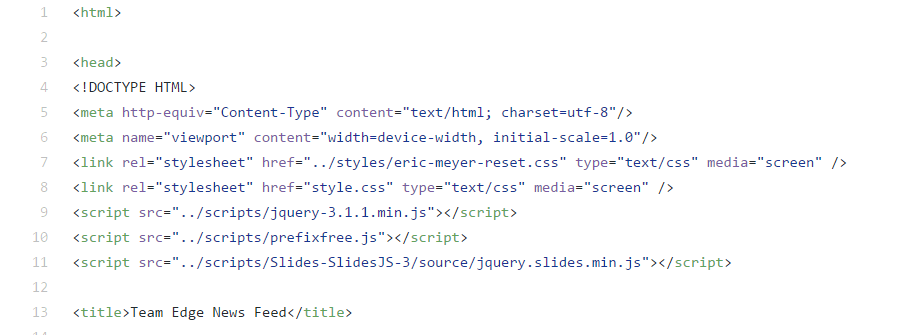 1 <html>
2
3 <head>
4 <!DOCTYPE HTML>
5 <meta http-equiv="Content-Type" content="text/html; charset=utf-8"/>
6 <meta name="viewport" content="width=device-width, initial-scale=1.0"/>
7 <link rel="stylesheet" href="../styles/eric-meyer-reset.css" type="text/css" media="screen" />
8 <link rel="stylesheet" href="style.css" type="text/css" media="screen" />
9 <script src="../scripts/jquery-3.1.1.min.js"></script>
10 <script src="../scripts/prefixfree.js"></script>
11 <script src="../scripts/Slides-SlidesJS-3/source/jquery.slides.min.js"></script>
12
13 <title>Team Edge News Feed</title>